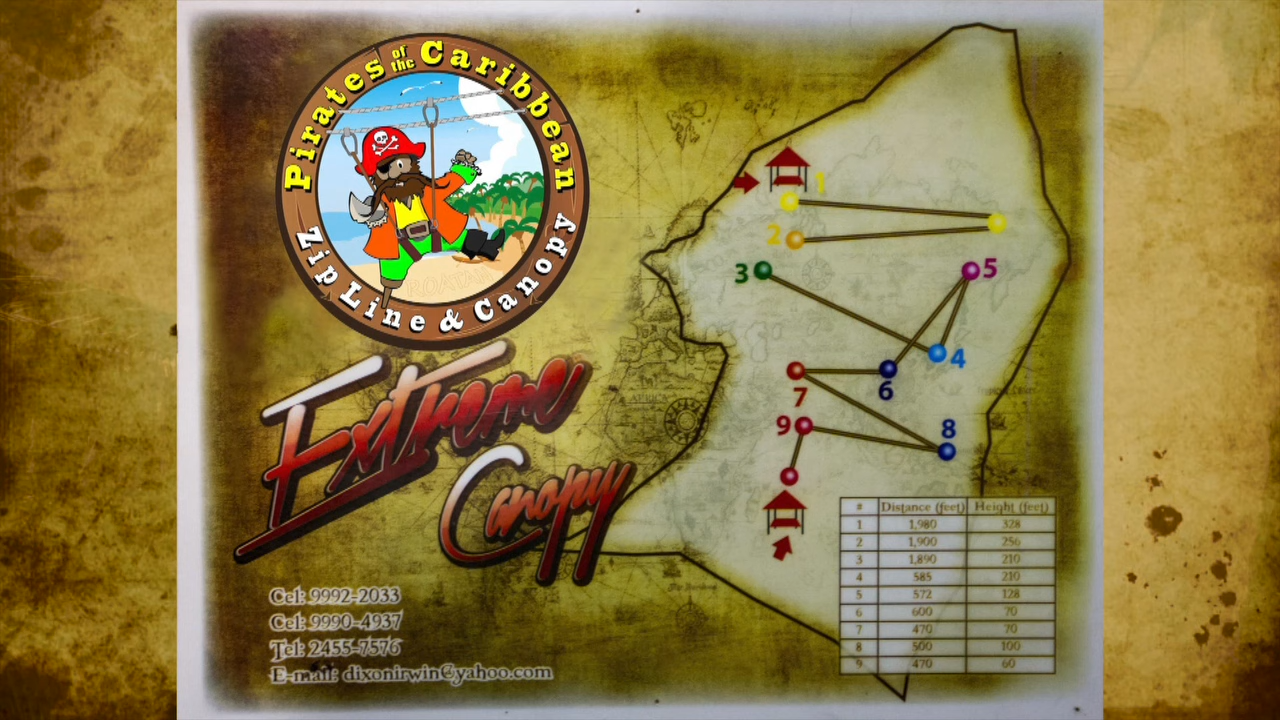 Pirates of the Caribbean
Zip Line & Canopy
ROATAN
Extreme
Canopy
Cel: 9992-2033
Cel: 9990-4937
Tel: 2455-7576
E-mail: dixonirwin@yahoo.com
1
2
3
5
4
6
7
8
9
AFRICA
# Distance (feet) Height (feet)
1 1,980 328
2 1,900 256
3 1,890 210
4 585 210
5 572 128
6 600 70
7 470 70
8 500 100
9 470 60